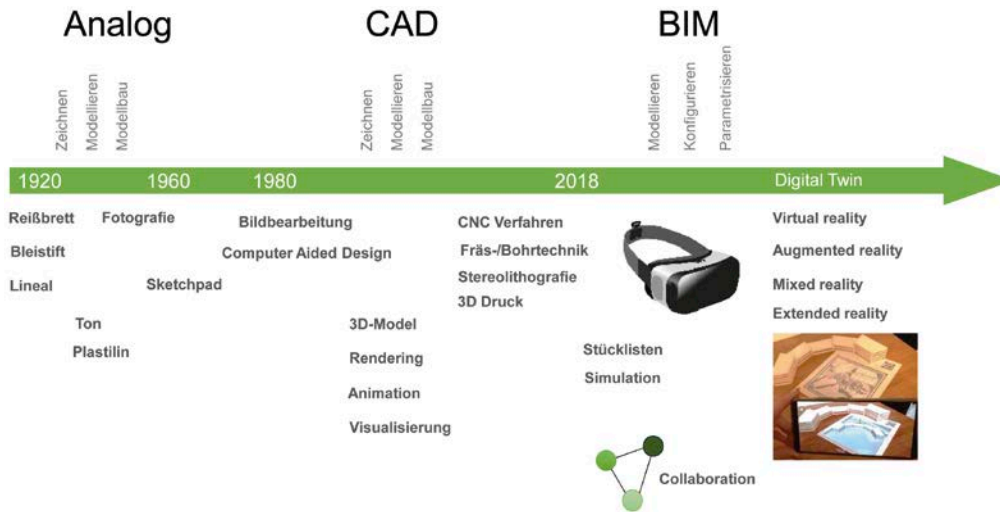 Analog
CAD
BIM
Zeichnen
Modellieren
Modellbau
Zeichnen
Modellieren
Modellbau
Modellieren
Konfigurieren
Parametrisieren
1920
1960
1980
2018
Digital Twin
Reißbrett
Bleistift
Lineal
Fotografie
Sketchpad
Ton
Plastilin
Bildbearbeitung
Computer Aided Design
3D-Model
Rendering
Animation
Visualisierung
CNC Verfahren
Fräs-/Bohrtechnik
Stereolithografie
3D Druck
Stücklisten
Simulation
Collaboration
Virtual reality
Augmented reality
Mixed reality
Extended reality